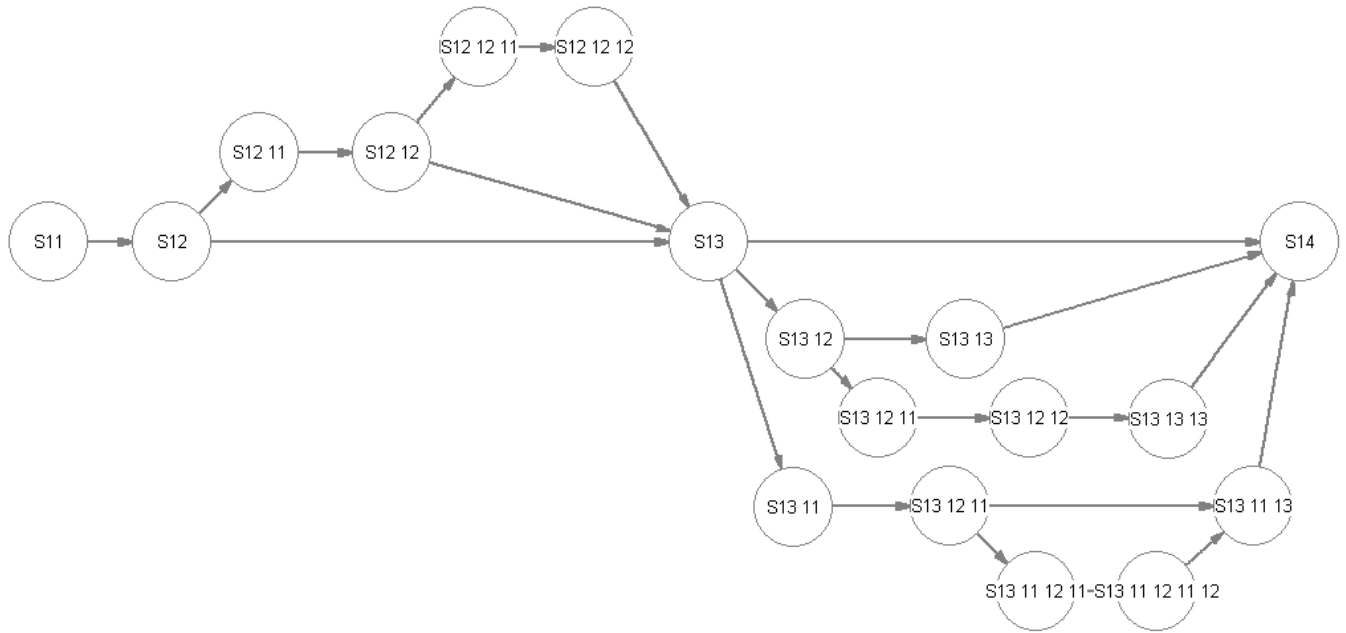 S12 12 11
S12 12 12
S12 11
S12 12
S11
S12
S13
S14
S13 12
S13 13
S13 12 11
S13 12 12
S13 13 13
S13 11
S13 12 11
S13 11 13
S13 11 12 11
S13 11 12 11 12